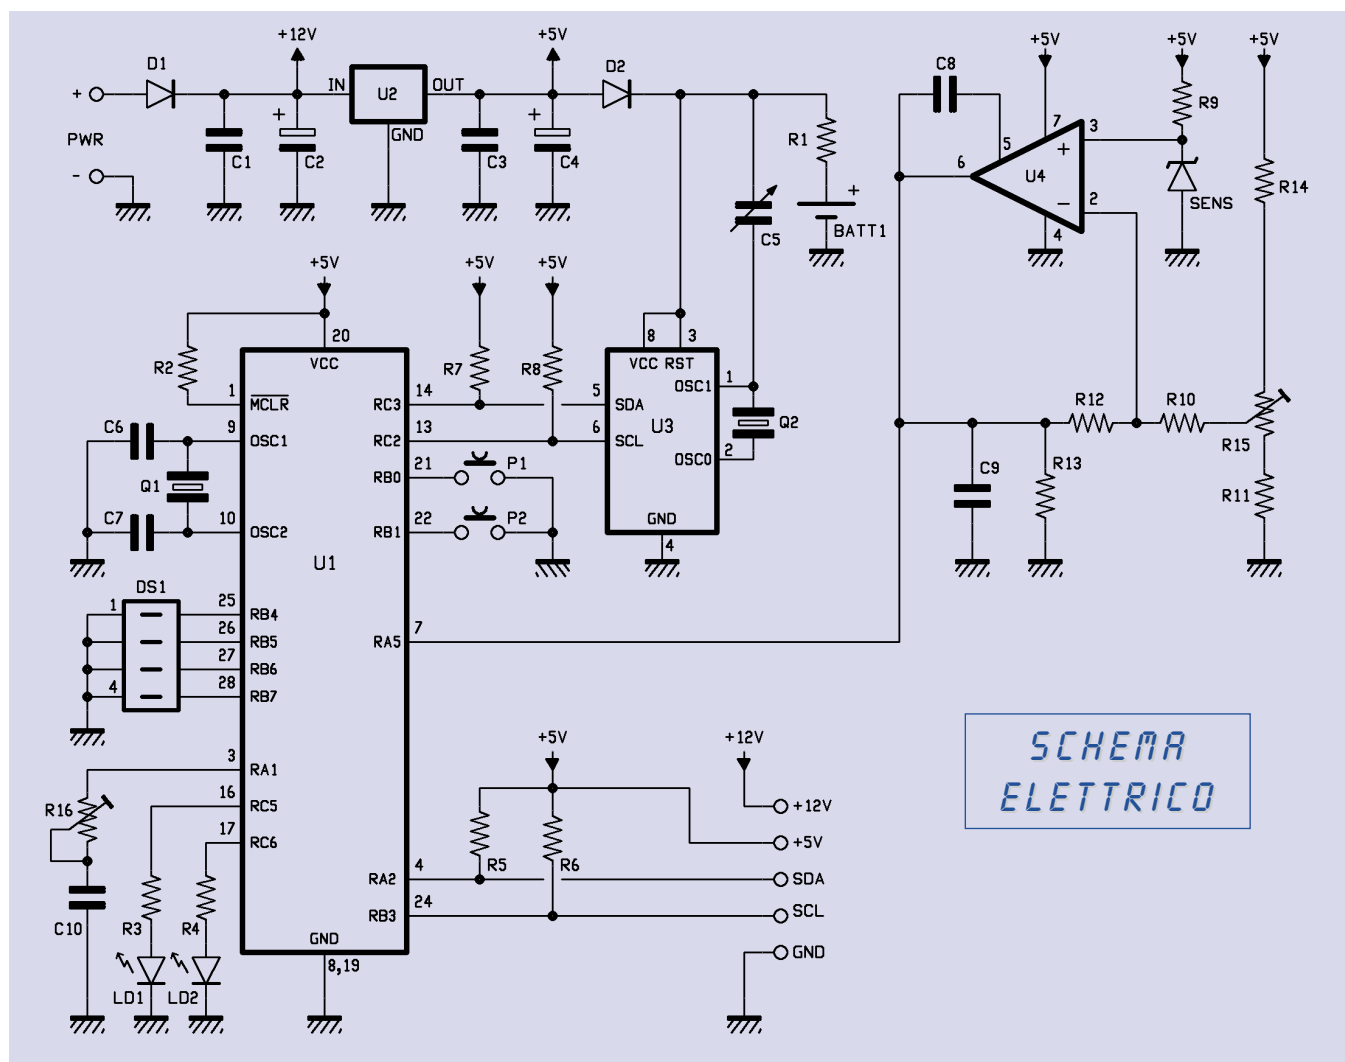 +12V
+5V
+5V
+5V
+5V
D1
D2
C8
+
IN
U2
OUT
R9
PWR
+
GND
+
7
3
+
5
C1
C2
C3
C4
R1
6
U4
-
+
−
2
R14
SENS
BATT1
C5
4
+5V
+5V
+5V
20
8
3
R2
VCC
R7
R8
VCC
RST
1
14
5
OSC1
1
MCLR
RC3
SDA
R12
R10
C6
9
13
6
U3
Q2
OSC1
RC2
SCL
R15
21
P1
OSC0
2
C9
R13
Q1
RB0
R11
C7
10
22
P2
GND
OSC2
RB1
4
U1
DS1
1
25
RB4
26
RB5
7
RA5
27
RB6
4
28
RB7
+5V
+12V
SCHEMA
ELETTRICO
3
RA1
R16
16
RC5
+12V
17
RC6
+5V
4
R5
R6
RA2
SDA
24
RB3
SCL
C10
R3
R4
GND
GND
8,19
LD1
LD2